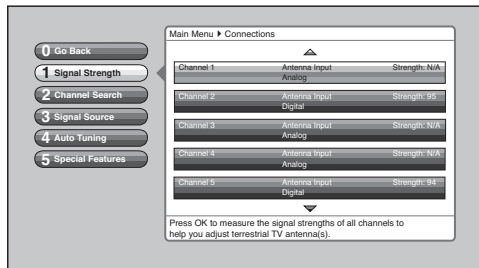 Main Menu ▶ Connections
0 Go Back
1 Signal Strength
2 Channel Search
3 Signal Source
4 Auto Tuning
5 Special Features
Channel 1 Antenna Input Strength: N/A
Analog
Channel 2 Antenna Input Strength: 95
Digital
Channel 3 Antenna Input Strength: N/A
Analog
Channel 4 Antenna Input Strength: N/A
Analog
Channel 5 Antenna Input Strength: 94
Digital
Press OK to measure the signal strengths of all channels to
help you adjust terrestrial TV antenna(s).